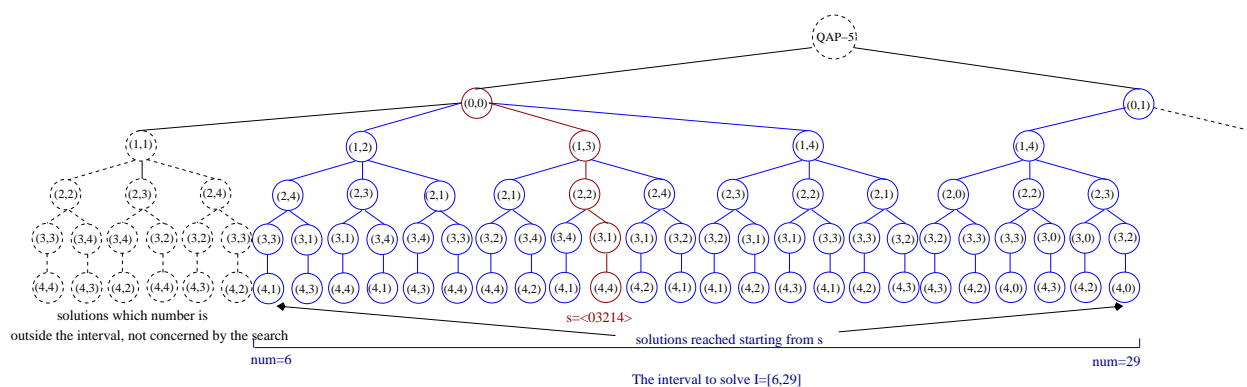 QAP−5
(0,0) (0,1)
(1,1) (1,2) (1,3) (1,4) (1,4)
(2,2) (2,3) (2,4) (2,4) (2,3) (2,1) (2,1) (2,2) (2,4) (2,3) (2,2) (2,1) (2,0) (2,2) (2,3)
(3,3) (3,4) (3,4) (3,2) (3,2) (3,3) (3,3) (3,1) (3,1) (3,4) (3,4) (3,3) (3,2) (3,4) (3,4) (3,1) (3,1) (3,2) (3,2) (3,1) (3,1) (3,3) (3,3) (3,2) (3,2) (3,3) (3,3) (3,0) (3,0) (3,2)
(4,4) (4,3) (4,2) (4,4) (4,3) (4,2) (4,1) (4,3) (4,4) (4,1) (4,3) (4,4) (4,4) (4,2) (4,1) (4,4) (4,2) (4,1) (4,1) (4,2) (4,3) (4,1) (4,2) (4,3) (4,3) (4,2) (4,0) (4,3) (4,2) (4,0)
solutions which number is
s=<03214>
outside the interval, not concerned by the search
solutions reached starting from s
num=6
num=29
The interval to solve I=[6,29]